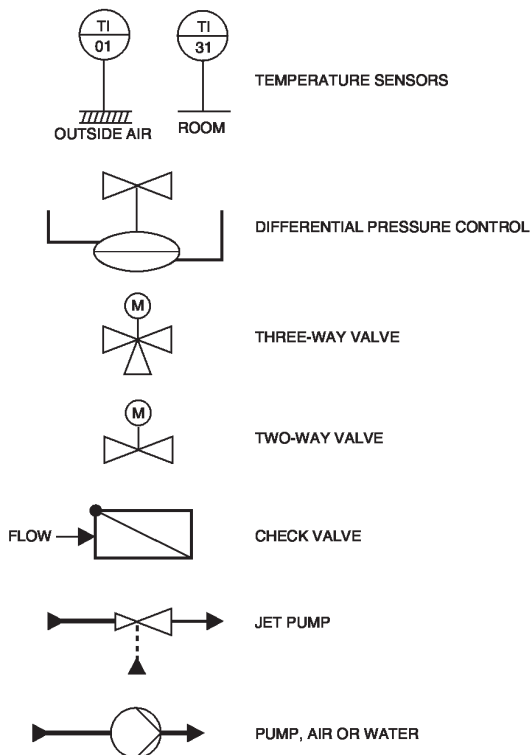 TI
01
TI
31
TEMPERATURE SENSORS
OUTSIDE AIR
ROOM
DIFFERENTIAL PRESSURE CONTROL
M
THREE-WAY VALVE
M
TWO-WAY VALVE
FLOW
CHECK VALVE
JET PUMP
PUMP, AIR OR WATER